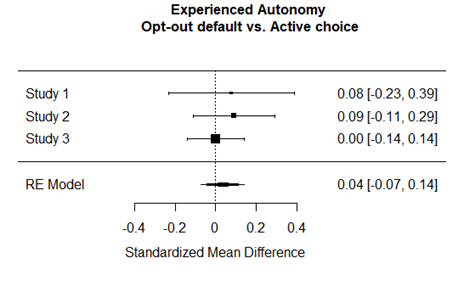 Experienced Autonomy
Opt-out default vs. Active choice
Study 1 0.08 [-0.23, 0.39]
Study 2 0.09 [-0.11, 0.29]
Study 3 0.00 [-0.14, 0.14]
RE Model 0.04 [-0.07, 0.14]
-0.4 -0.2 0 0.2 0.4
Standardized Mean Difference